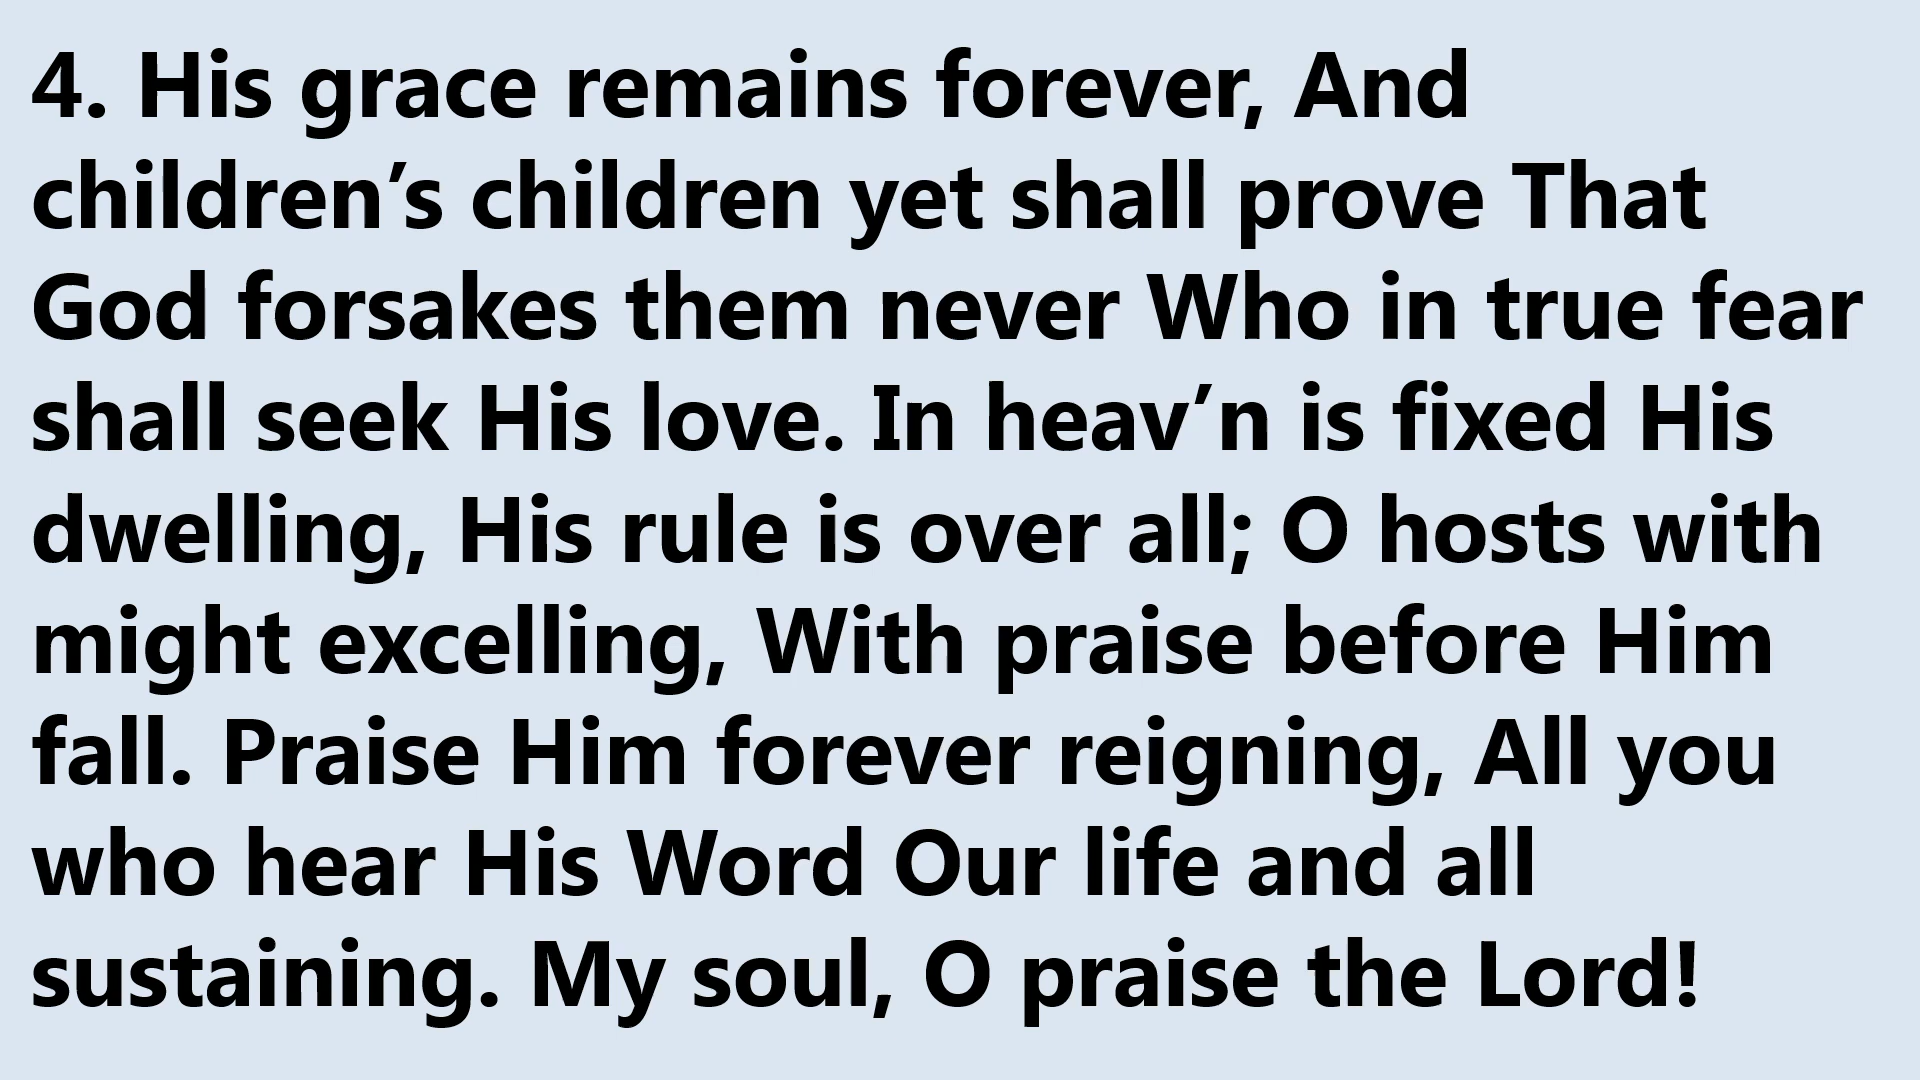 4. His grace remains forever, And
children’s children yet shall prove That
God forsakes them never Who in true fear
shall seek His love. In heav’n is fixed His
dwelling, His rule is over all; O hosts with
might excelling, With praise before Him
fall. Praise Him forever reigning, All you
who hear His Word Our life and all
sustaining. My soul, O praise the Lord!